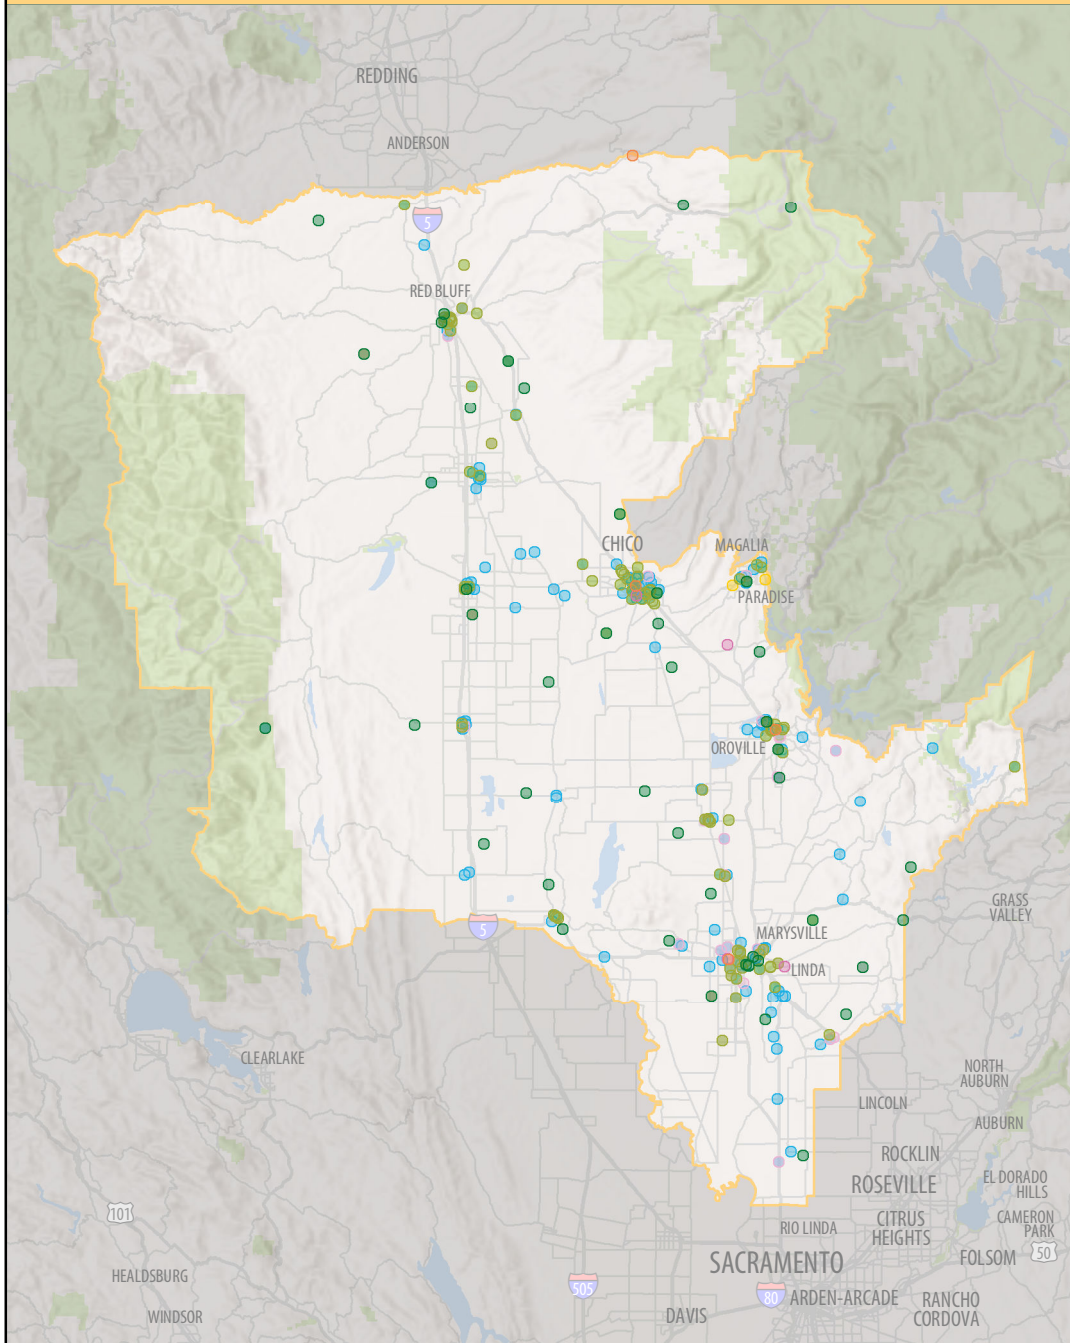 REDDING
ANDERSON
5
RED BLUFF
CHICO
MAGALIA
PARADISE
OROVILLE
GRASS
VALLEY
5
MARYSVILLE
LINDA
CLEARLAKE
NORTH
AUBURN
LINCOLN
AUBURN
ROCKLIN
ROSEVILLE
EL DORADO
HILLS
101
CITRUS
HEIGHTS
CAMERON
PARK
RIO LINDA
50
SACRAMENTO
FOLSOM
HEALDSBURG
505
80
ARDEN-ARCADE
RANCHO
CORDOVA
WINDSOR
DAVIS